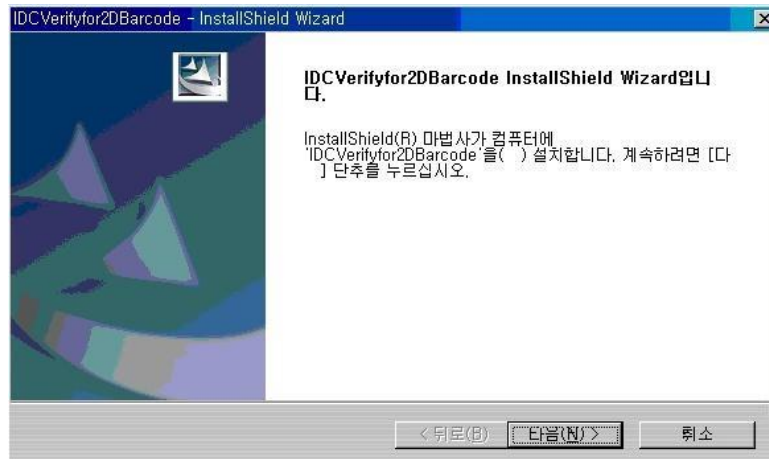 IDCVerifyfor2DBarcode - InstallShield Wizard
IDCVerifyfor2DBarcode InstallShield Wizard입니
다.
InstallShield(R) 마법사가 컴퓨터에
'IDCVerifyfor2DBarcode'을( ) 설치합니다. 계속하려면 [다
] 단추를 누르십시오.
< 뒤로(B) 다음(N) > 취소